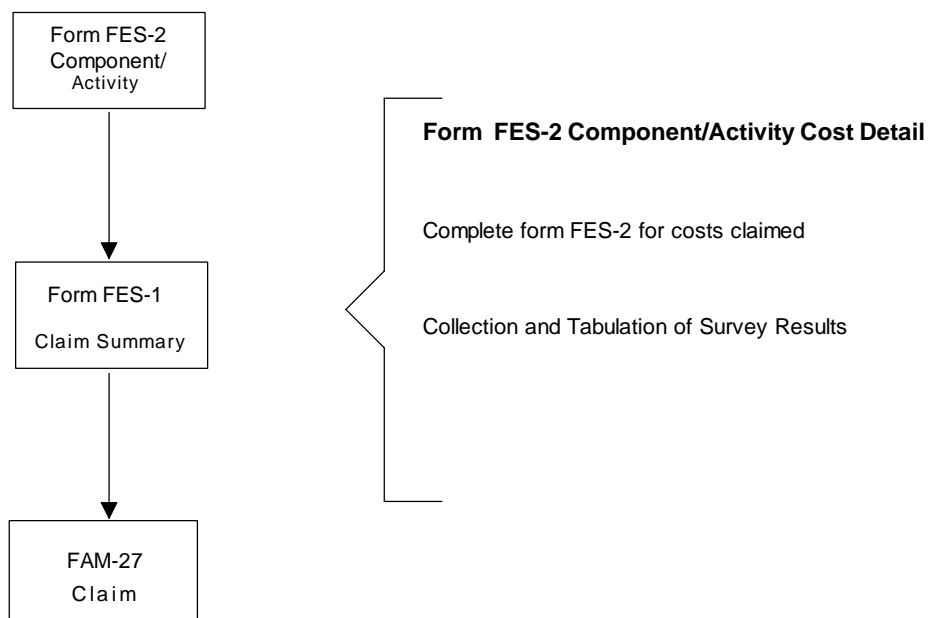 Form FES-2
Component/
Activity
Form FES-2 Component/Activity Cost Detail
Complete form FES-2 for costs claimed
Form FES-1
Claim Summary
Collection and Tabulation of Survey Results
FAM-27
Claim